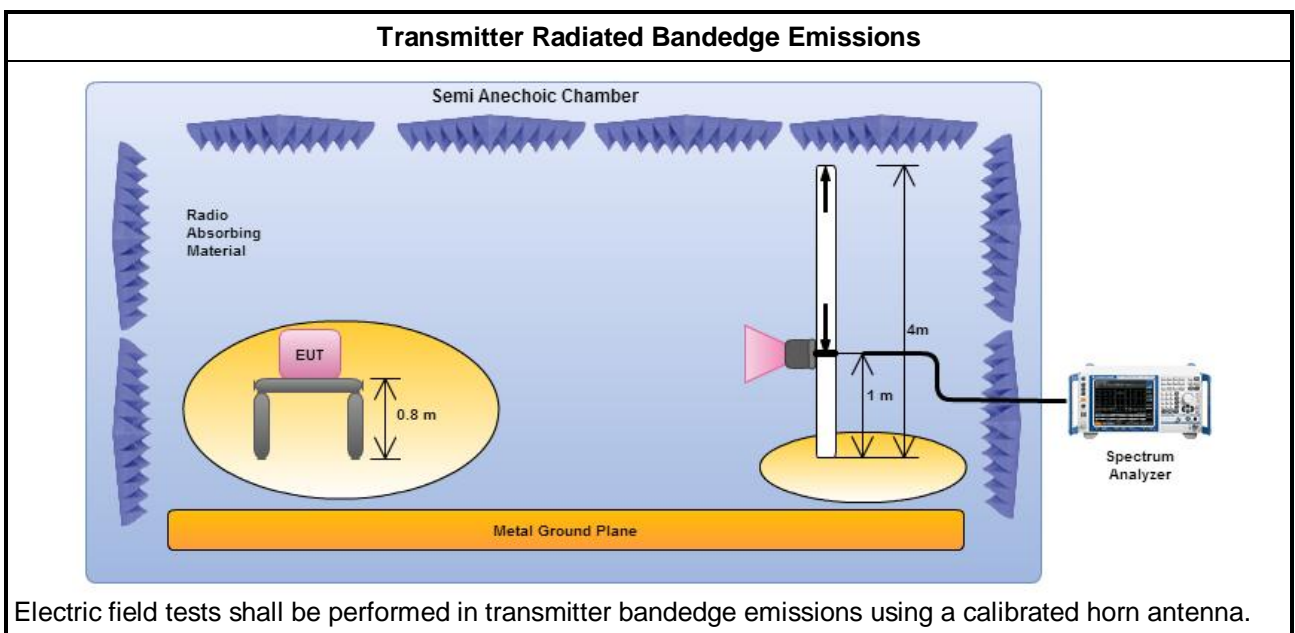 Transmitter Radiated Bandedge Emissions
Semi Anechoic Chamber
Radio
Absorbing
Material
4m
EUT
1 m
0.8 m
Spectrum
Analyzer
Metal Ground Plane
Electric field tests shall be performed in transmitter bandedge emissions using a calibrated horn antenna.